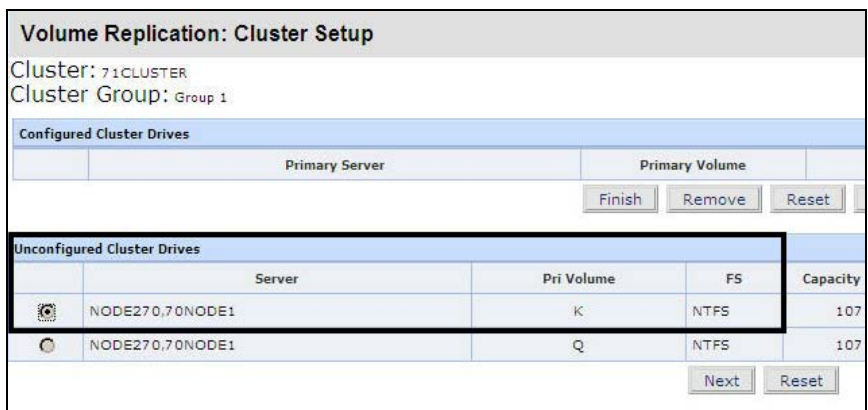 Volume Replication: Cluster Setup
Cluster: 71CLUSTER
Cluster Group: Group 1
Configured Cluster Drives
Primary Server Primary Volume
Finish Remove Reset
Unconfigured Cluster Drives
Server Pri Volume FS Capacity
NODE270,70NODE1 K NTFS 107
NODE270,70NODE1 Q NTFS 107
Next Reset